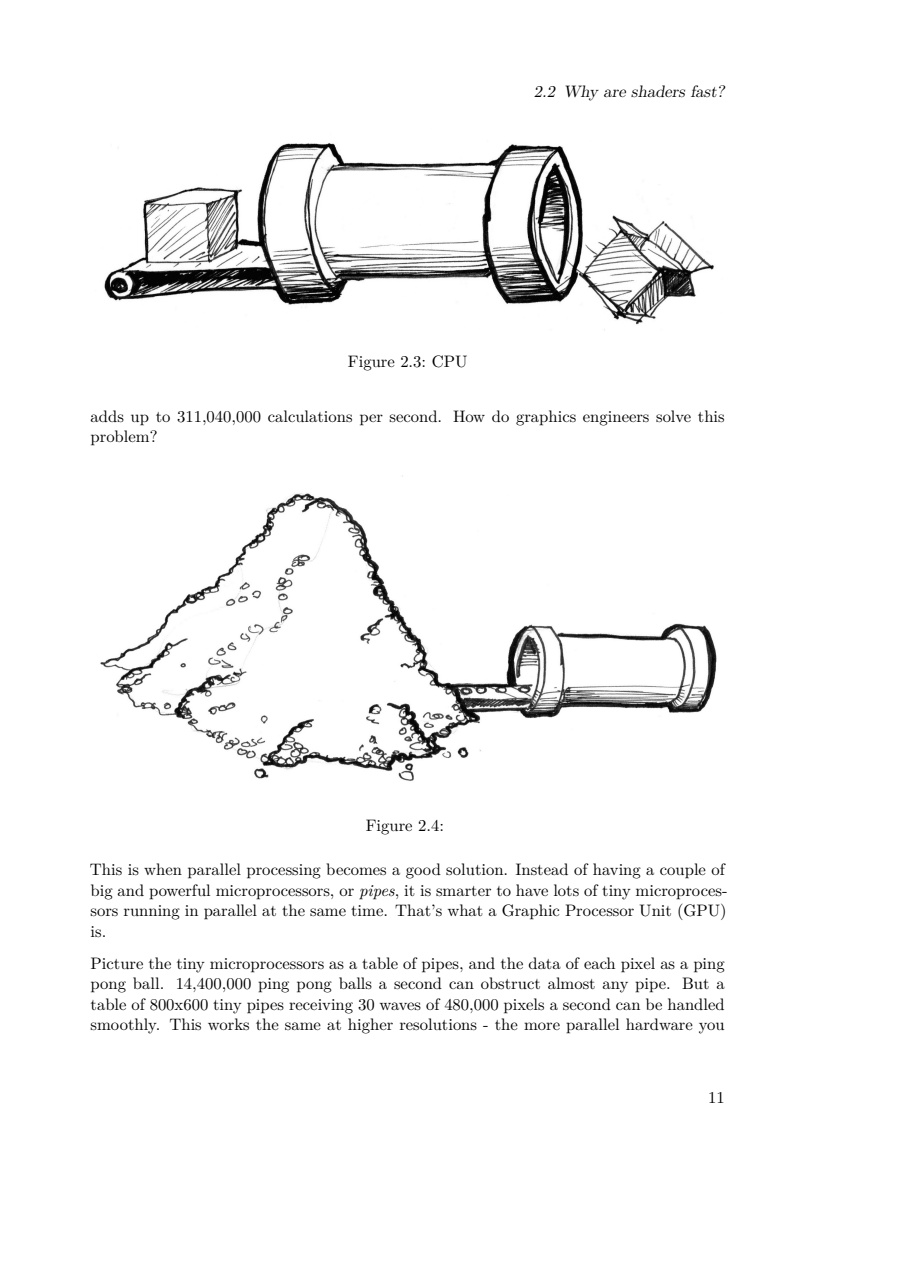 2.2 Why are shaders fast?
Figure 2.3: CPU
adds up to 311,040,000 calculations per second. How do graphics engineers solve this
problem?
Figure 2.4:
This is when parallel processing becomes a good solution. Instead of having a couple of
big and powerful microprocessors, or pipes, it is smarter to have lots of tiny microproces-
sors running in parallel at the same time. That's what a Graphic Processor Unit (GPU)
is.
Picture the tiny microprocessors as a table of pipes, and the data of each pixel as a ping
pong ball. 14,400,000 ping pong balls a second can obstruct almost any pipe. But a
table of 800x600 tiny pipes receiving 30 waves of 480,000 pixels a second can be handled
smoothly. This works the same at higher resolutions - the more parallel hardware you
11